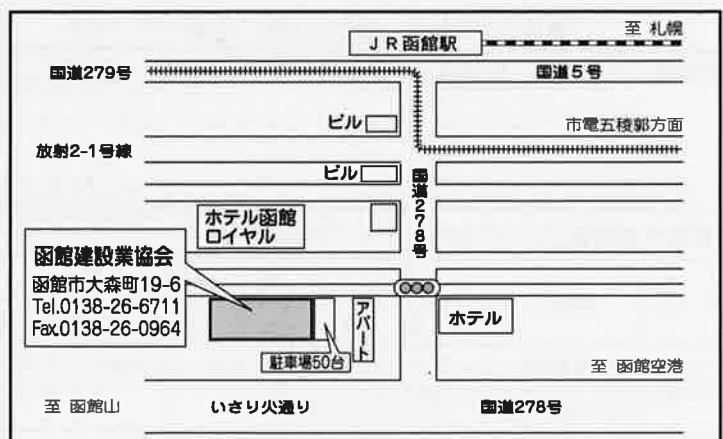 至 札幌
JR函館駅
国道279号
国道5号
ビル
市電五稜郭方面
放射2-1号線
ビル
国道278号
ホテル函館
ロイヤル
函館建設業協会
函館市大森町19-6
Tel.0138-26-6711
Fax.0138-26-0964
アパート
ホテル
駐車場50台
至 函館空港
至 函館山
いさり火通り
国道278号